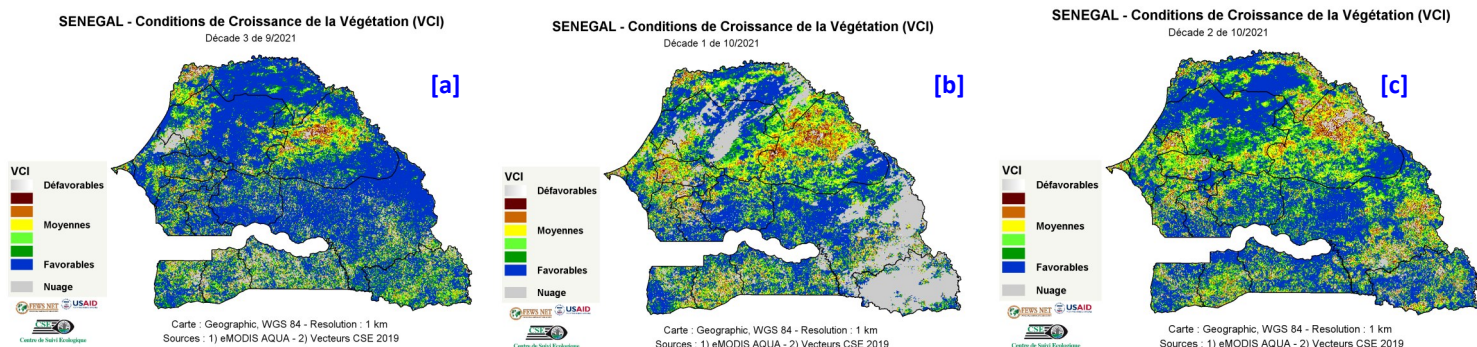 SENEGAL - Conditions de Croissance de la Végétation (VCI)
Décade 3 de 9/2021
[a]
VCI
Défavorables
Moyennes
Favorables
Nuage
FEWS NET
USAID
CSE
Centre de Suivi Ecologique
Carte : Geographic, WGS 84 - Resolution : 1 km
Sources : 1) eMODIS AQUA - 2) Vecteurs CSE 2019
SENEGAL - Conditions de Croissance de la Végétation (VCI)
Décade 1 de 10/2021
[b]
VCI
Défavorables
Moyennes
Favorables
Nuage
FEWS NET
USAID
CSE
Centre de Suivi Ecologique
Carte : Geographic, WGS 84 - Resolution : 1 km
Sources : 1) eMODIS AQUA - 2) Vecteurs CSE 2019
SENEGAL - Conditions de Croissance de la Végétation (VCI)
Décade 2 de 10/2021
[c]
VCI
Défavorables
Moyennes
Favorables
Nuage
FEWS NET
USAID
CSE
Centre de Suivi Ecologique
Carte : Geographic, WGS 84 - Resolution : 1 km
Sources : 1) eMODIS AQUA - 2) Vecteurs CSE 2019